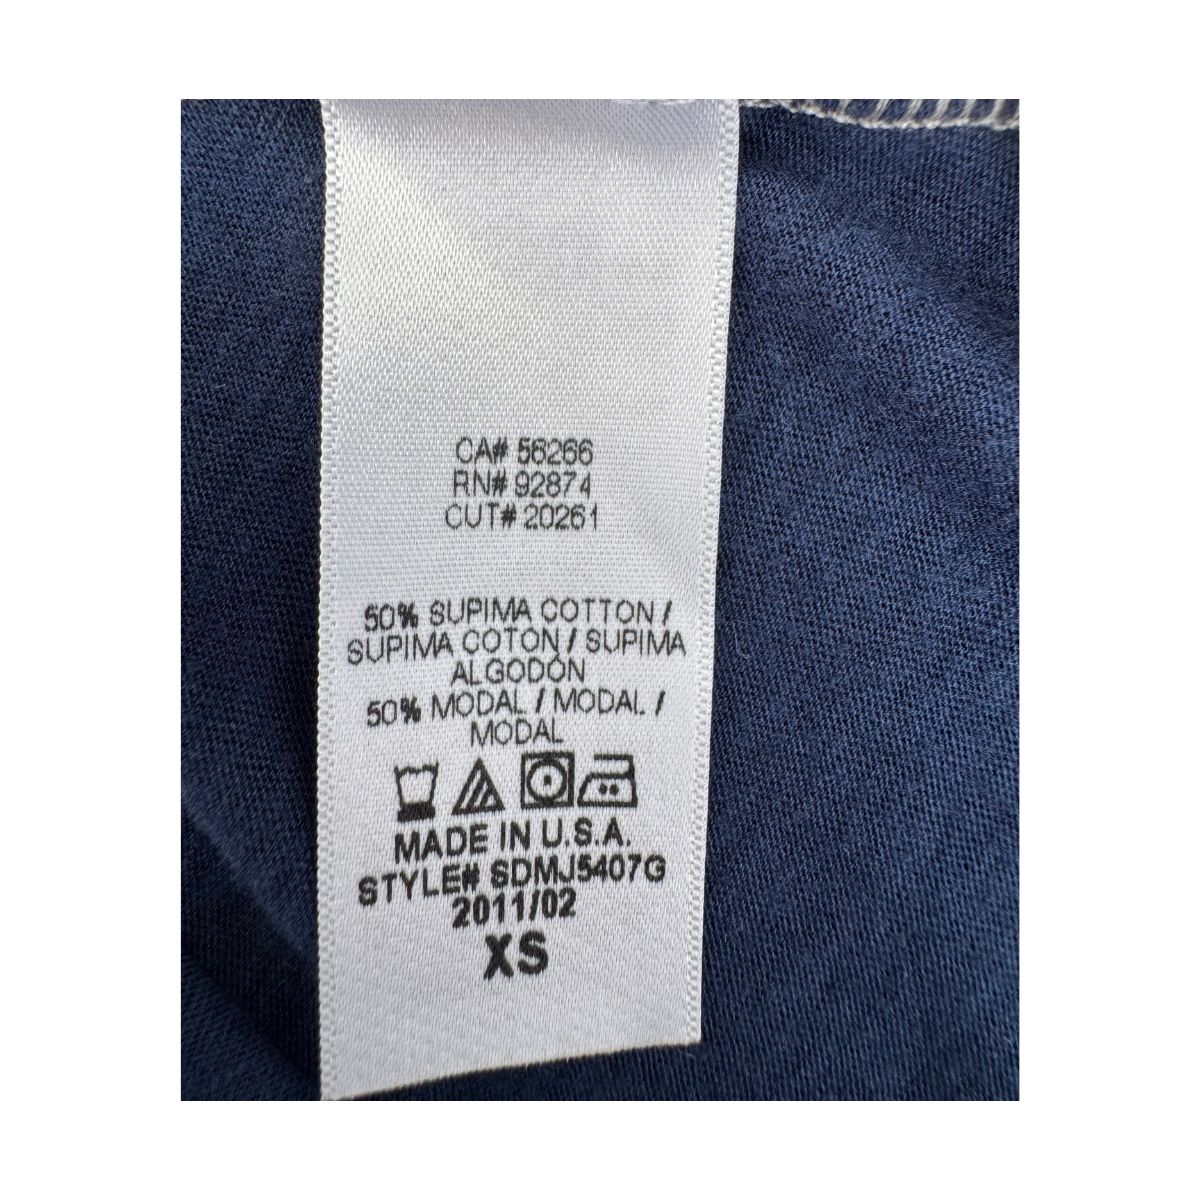 CA# 56266
RN# 92874
CUT# 20261
50% SUPIMA COTTON /
SUPIMA COTON / SUPIMA
ALGODÓN
50% MODAL / MODAL /
MODAL
MADE IN U.S.A.
STYLE# SDMJ5407G
2011/02
XS